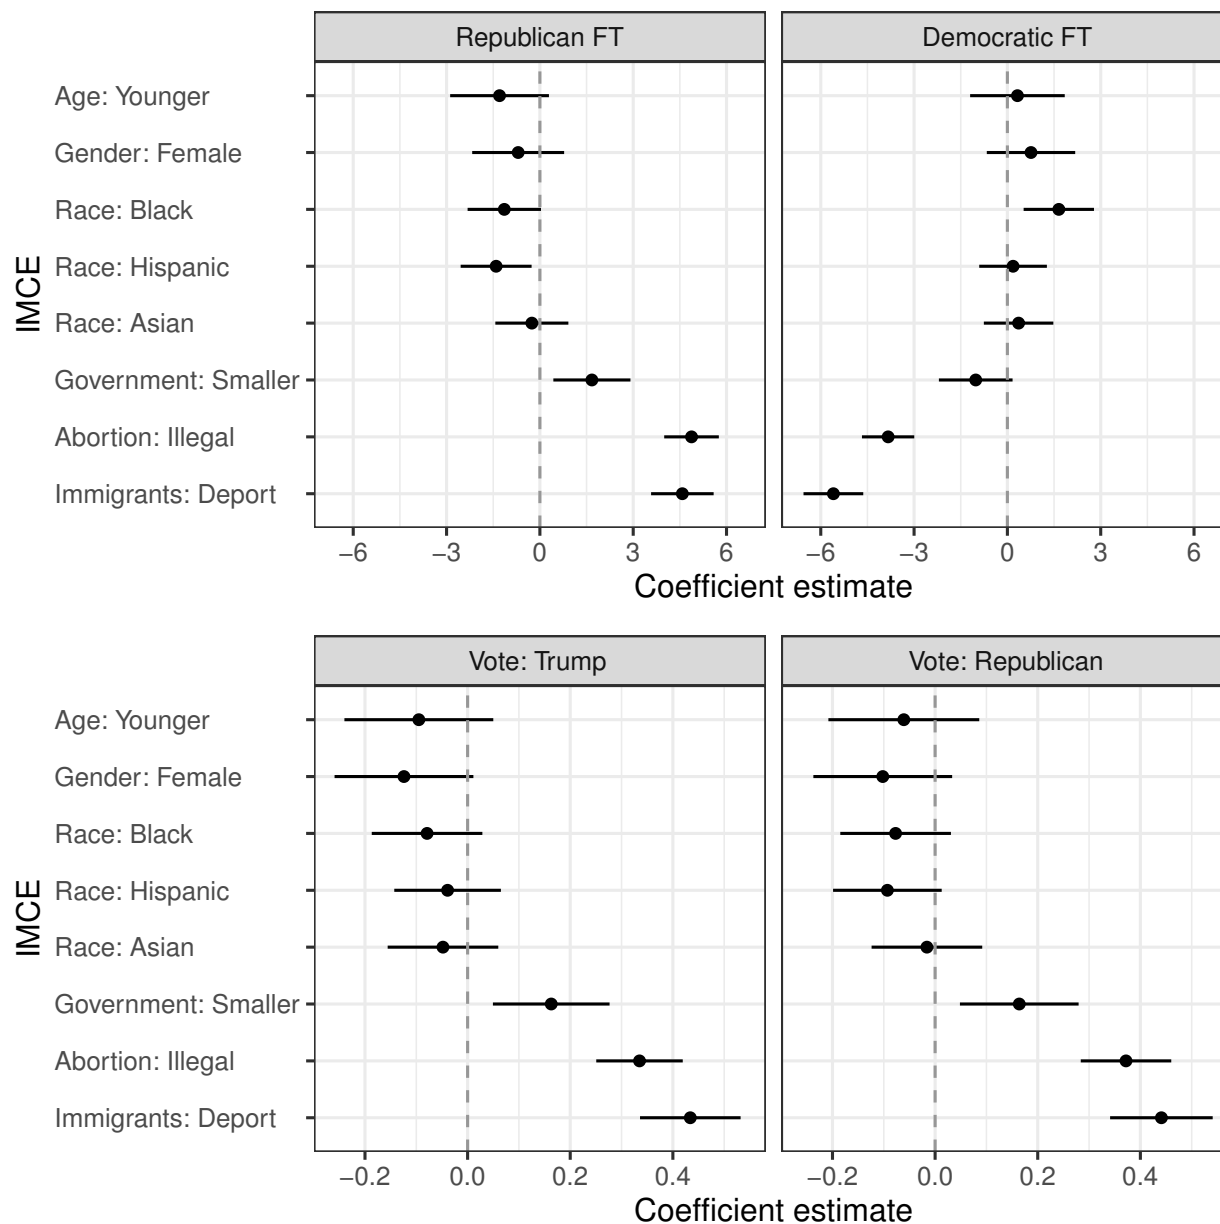 Republican FT
Democratic FT
IMCE
Age: Younger
Gender: Female
Race: Black
Race: Hispanic
Race: Asian
Government: Smaller
Abortion: Illegal
Immigrants: Deport
−6 −3 0 3 6
−6 −3 0 3 6
Coefficient estimate
Vote: Trump
Vote: Republican
IMCE
Age: Younger
Gender: Female
Race: Black
Race: Hispanic
Race: Asian
Government: Smaller
Abortion: Illegal
Immigrants: Deport
−0.2 0.0 0.2 0.4
−0.2 0.0 0.2 0.4
Coefficient estimate